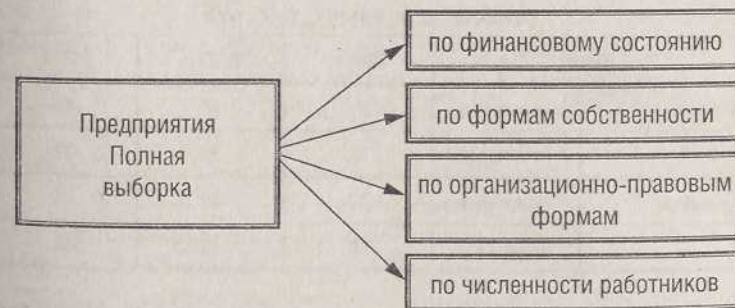 Предприятия
Полная
выборка
по финансовому состоянию
по формам собственности
по организационно-правовым
формам
по численности работников